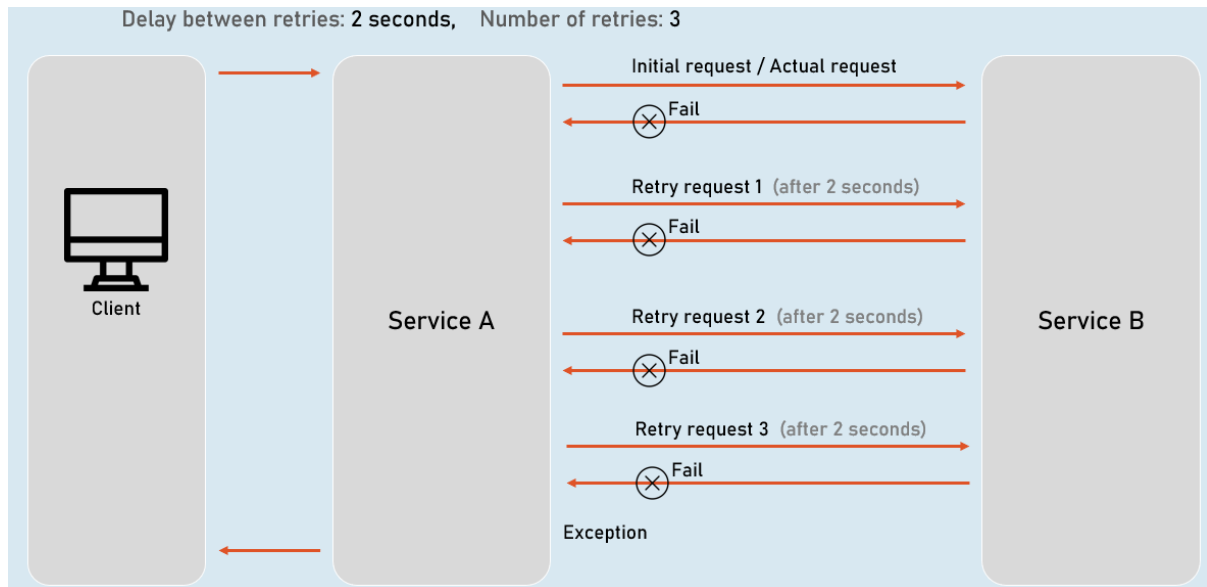 Delay between retries: 2 seconds, Number of retries: 3
Initial request / Actual request
Fail
Retry request 1 (after 2 seconds)
Fail
Client
Service A
Service B
Retry request 2 (after 2 seconds)
Fail
Retry request 3 (after 2 seconds)
Fail
Exception